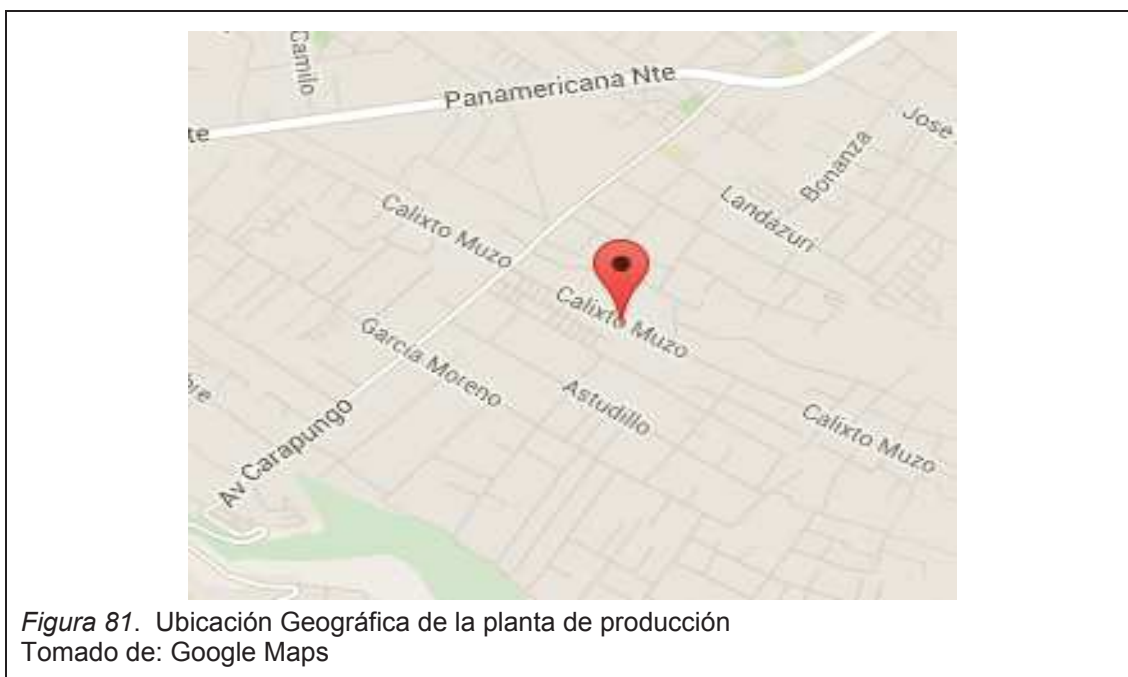 Camilo
Panamericana Nte
te
Jose
Bonanza
Landazuri
Calixto Muzo
Calixto Muzo
García Moreno
Astudillo
Calixto Muzo
Av Carapungo
Figura 81. Ubicación Geográfica de la planta de producción
Tomado de: Google Maps